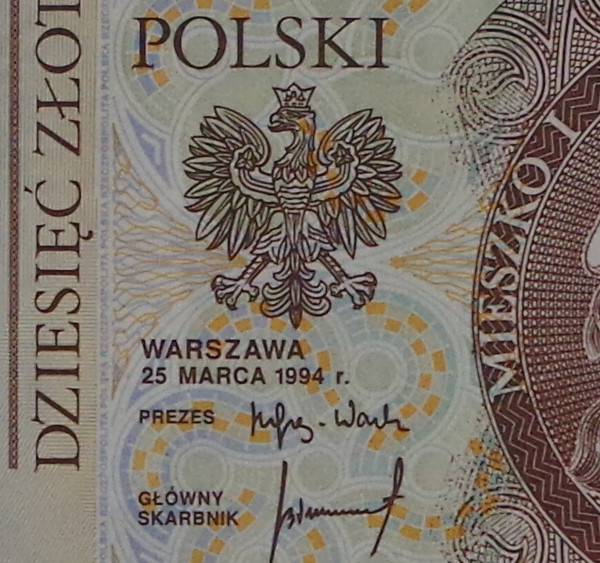 POLSKI
DZIESIĘĆ ZŁOT
MIESZKO I
WARSZAWA
25 MARCA 1994 r.
PREZES
GŁÓWNY
SKARBNIK